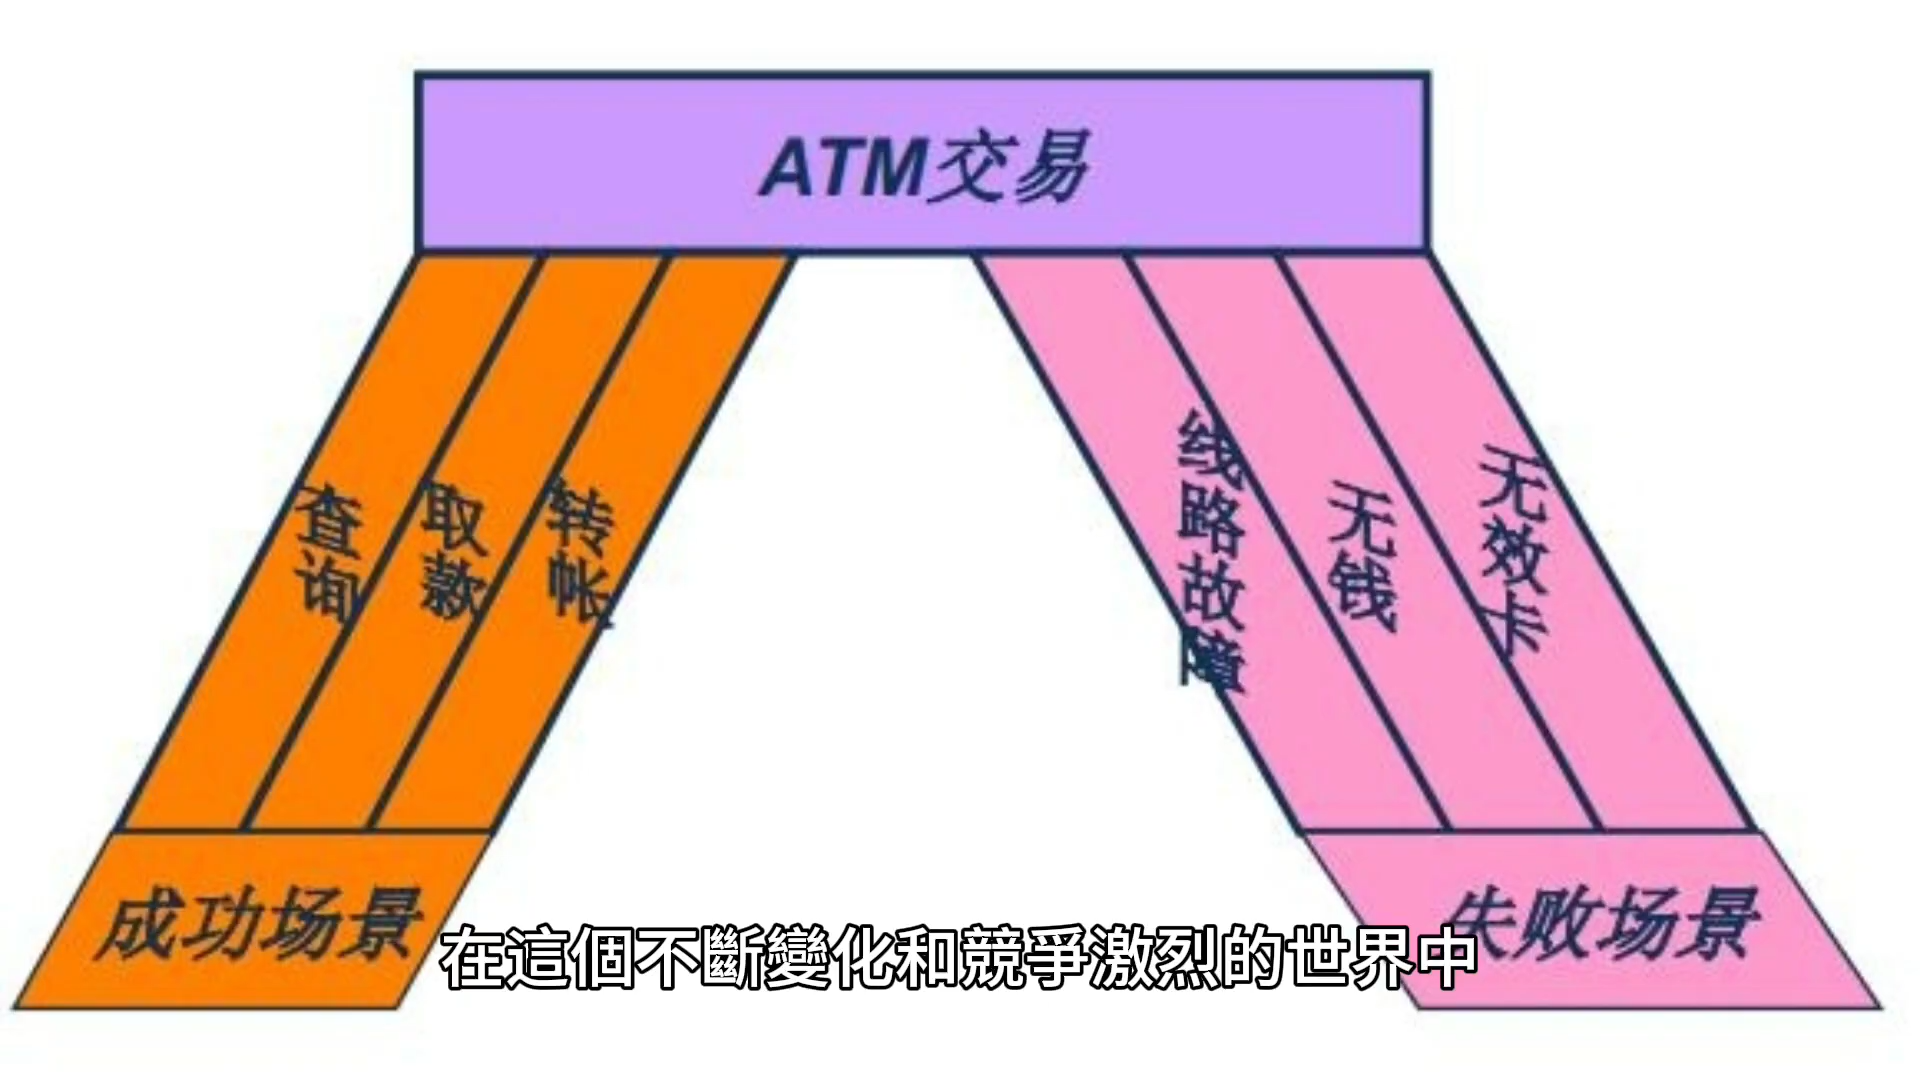 ATM交易
查询
取款
转帐
线路故障
无钱
无效卡
成功场景
失败场景
在這個不斷變化和競爭激烈的世界中